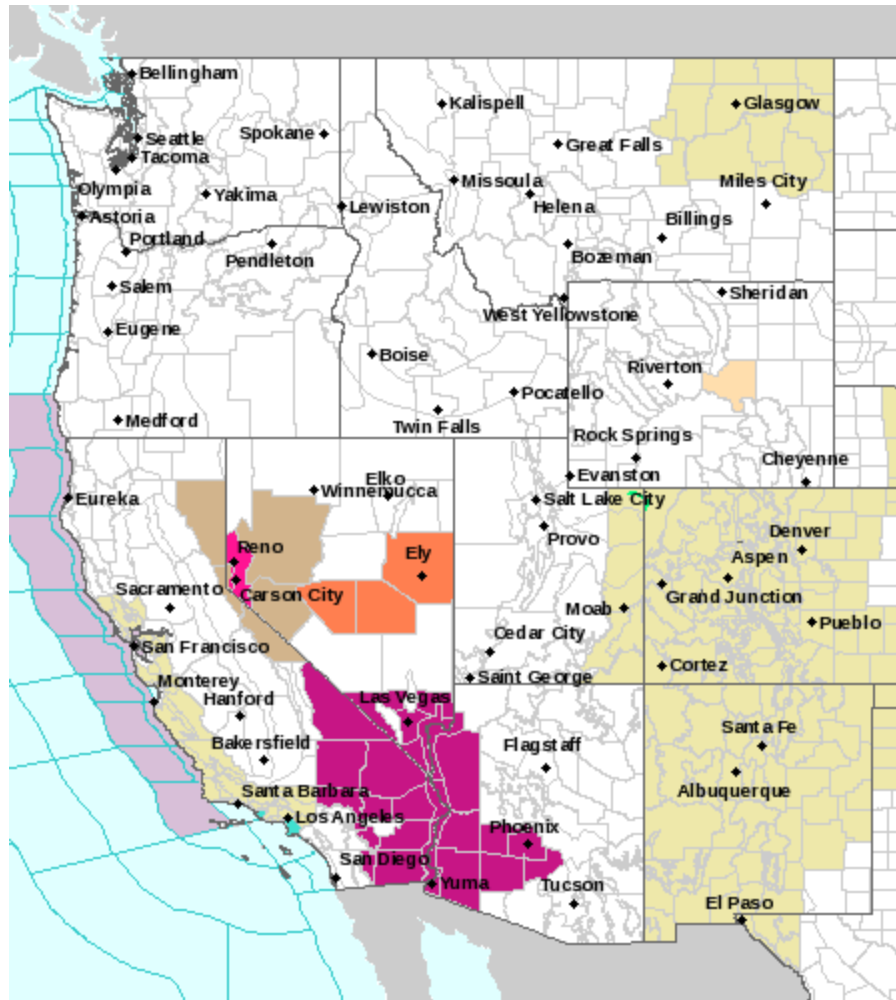 Bellingham
Kalispell
Glasgow
Seattle
Spokane
Great Falls
Tacoma
Olympia
Missoula
Miles City
Yakima
Helena
Lewiston
Astoria
Billings
Portland
Pendleton
Bozeman
Salem
Sheridan
West Yellowstone
Eugene
Boise
Riverton
Pocatello
Medford
Twin Falls
Rock Springs
Cheyenne
Elko
Evanston
Winnemucca
Eureka
Salt Lake City
Denver
Provo
Reno
Ely
Aspen
Sacramento
Carson City
Grand Junction
Moab
Pueblo
Cedar City
San Francisco
Cortez
Saint George
Monterey
Hanford
Las Vegas
Santa Fe
Bakersfield
Flagstaff
Albuquerque
Santa Barbara
Los Angeles
Phoenix
San Diego
Yuma
Tucson
El Paso